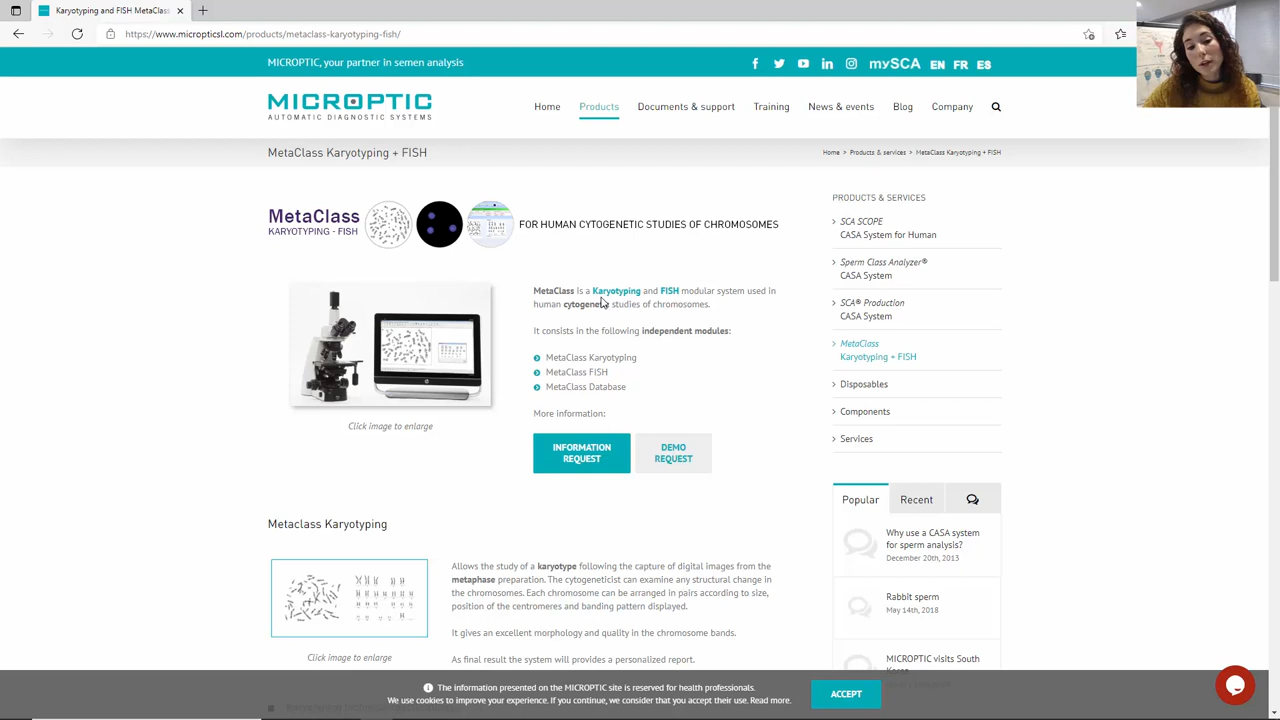 Karyotyping and FISH MetaClass
https://www.micropticsl.com/products/metaclass-karyotyping-fish/
MICROPTIC, your partner in semen analysis
mySCA EN FR ES
MICROPTIC
AUTOMATIC DIAGNOSTIC SYSTEMS
Home Products Documents & support Training News & events Blog Company
MetaClass Karyotyping + FISH
Home > Products & services > MetaClass Karyotyping + FISH
MetaClass
KARYOTYPING - FISH
FOR HUMAN CYTOGENETIC STUDIES OF CHROMOSOMES
MetaClass is a Karyotyping and FISH modular system used in
human cytogenetic studies of chromosomes.
It consists in the following independent modules:
MetaClass Karyotyping
MetaClass FISH
MetaClass Database
More information:
INFORMATION
REQUEST
DEMO
REQUEST
Click image to enlarge
Metaclass Karyotyping
Allows the study of a karyotype following the capture of digital images from the
metaphase preparation. The cytogeneticist can examine any structural change in
the chromosomes. Each chromosome can be arranged in pairs according to size,
position of the centromeres and banding pattern displayed.
It gives an excellent morphology and quality in the chromosome bands.
As final result the system will provides a personalized report.
Click image to enlarge
PRODUCTS & SERVICES
SCA SCOPE
CASA System for Human
Sperm Class Analyzer®
CASA System
SCA® Production
CASA System
MetaClass
Karyotyping + FISH
Disposables
Components
Services
Popular Recent
Why use a CASA system
for sperm analysis?
December 20th, 2013
Rabbit sperm
May 14th, 2018
MICROPTIC visits South
Korea
The information presented on the MICROPTIC site is reserved for health professionals.
We use cookies to improve your experience. If you continue, we consider that you accept their use. Read more.
ACCEPT